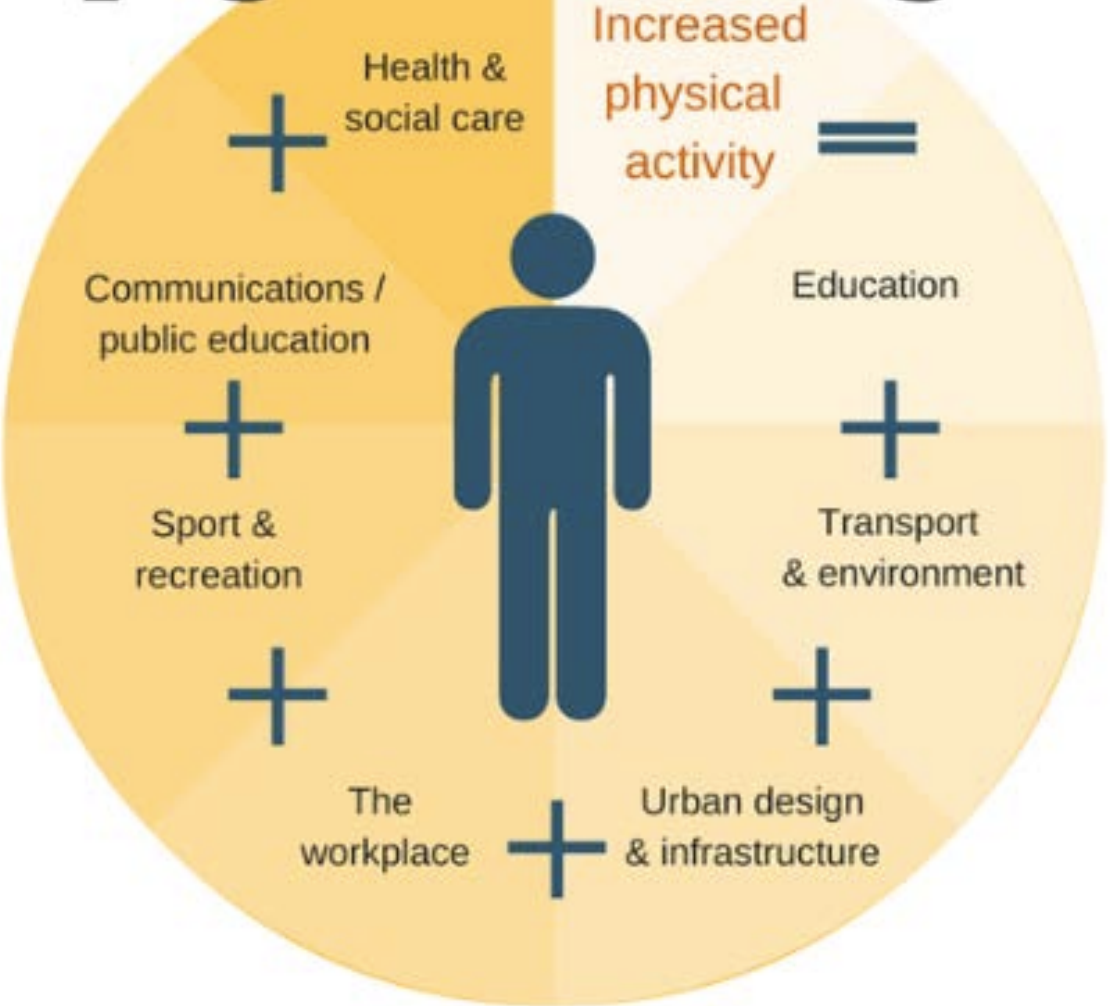 Increased
physical
activity
=
Health &
social care
+
Communications /
public education
+
Sport &
recreation
+
The
workplace
+
Urban design
& infrastructure
+
Transport
& environment
+
Education